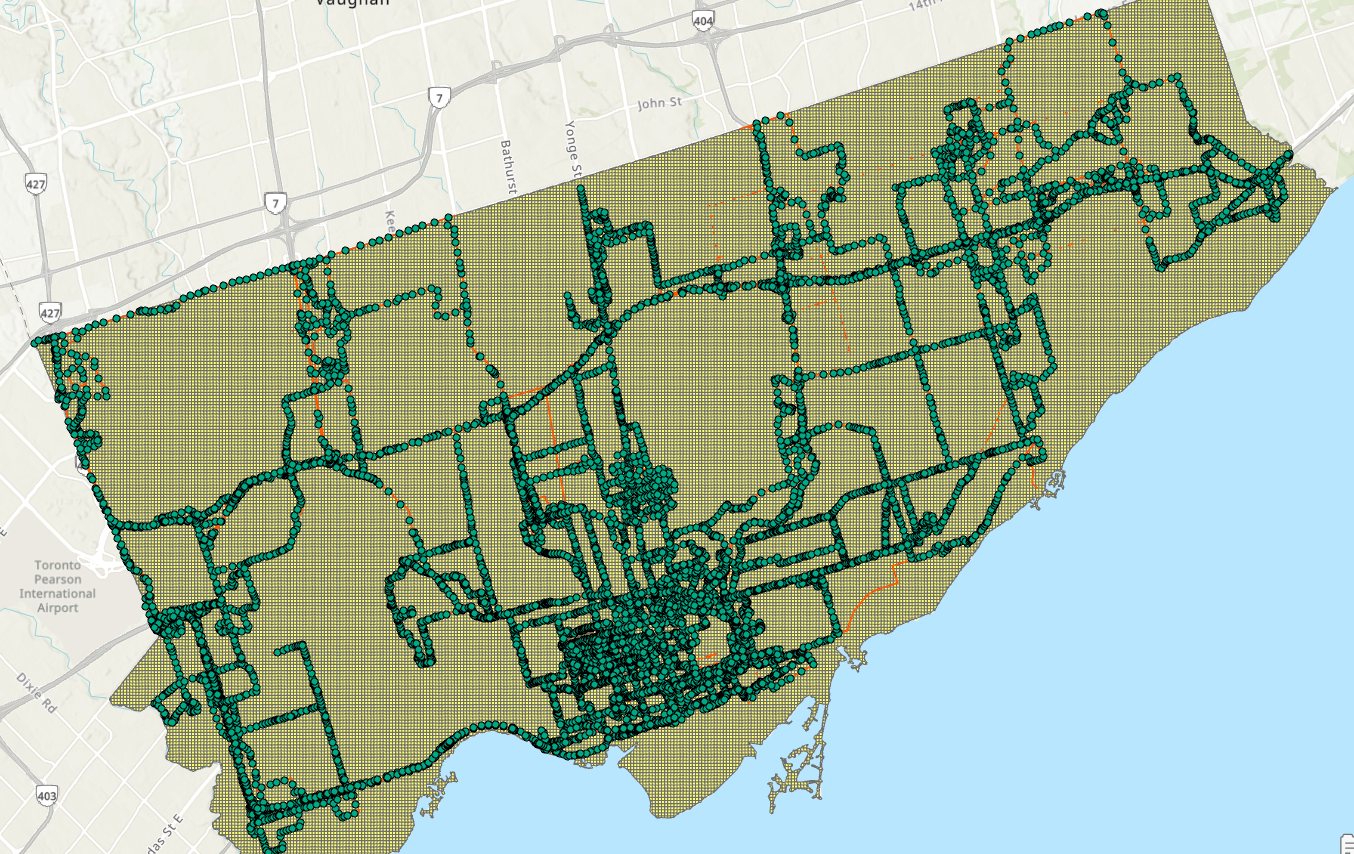 Vaughan
404
14th
7
John St
Yonge St
Bathurst
427
7
Kee
427
Toronto
Pearson
International
Airport
Dixie Rd
403
das St E